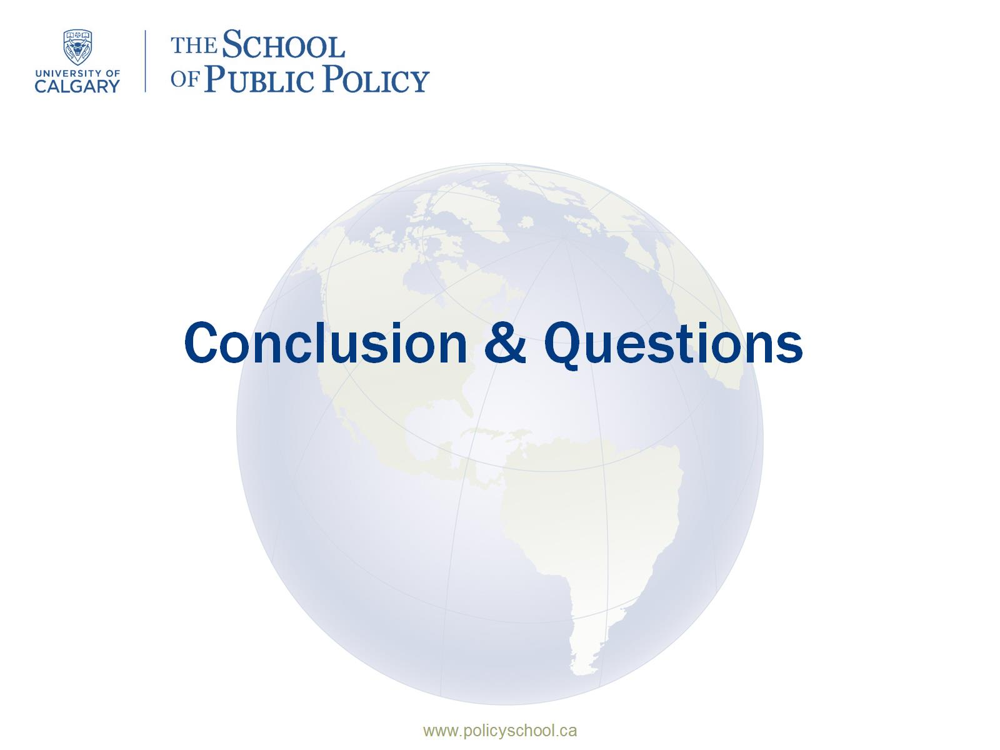 UNIVERSITY OF
CALGARY
THE SCHOOL
OF PUBLIC POLICY
Conclusion & Questions
www.policyschool.ca